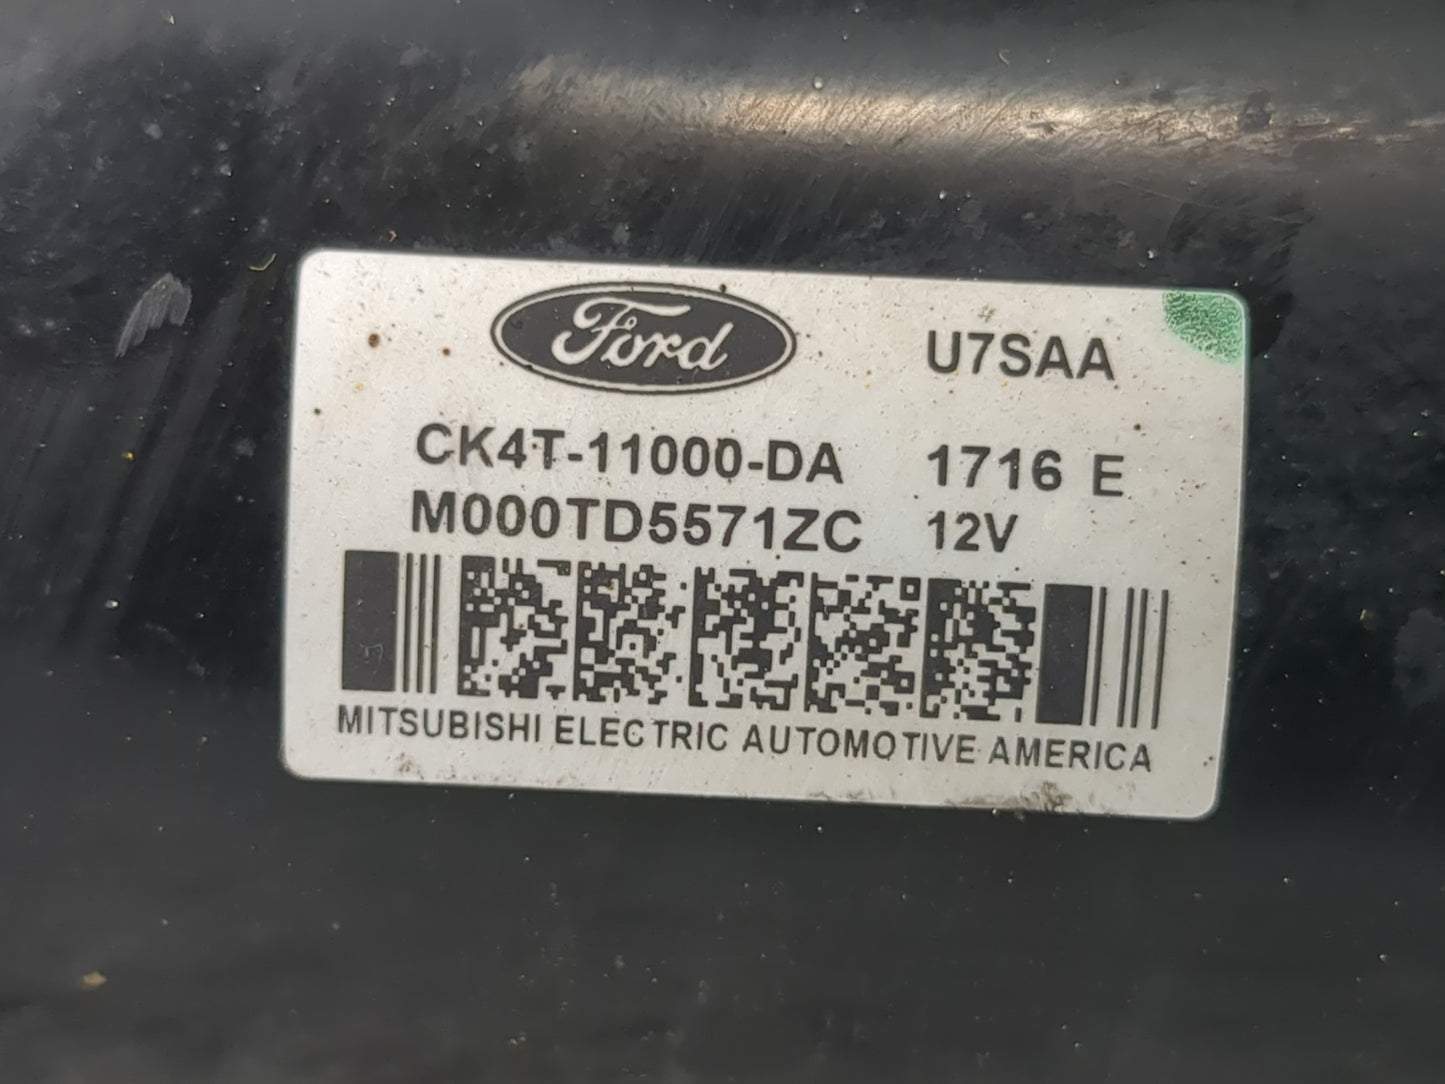 Ford U7SAA
CK4T-11000-DA 1716 E
M000TD5571ZC 12V
MITSUBISHI ELECTRIC AUTOMOTIVE AMERICA